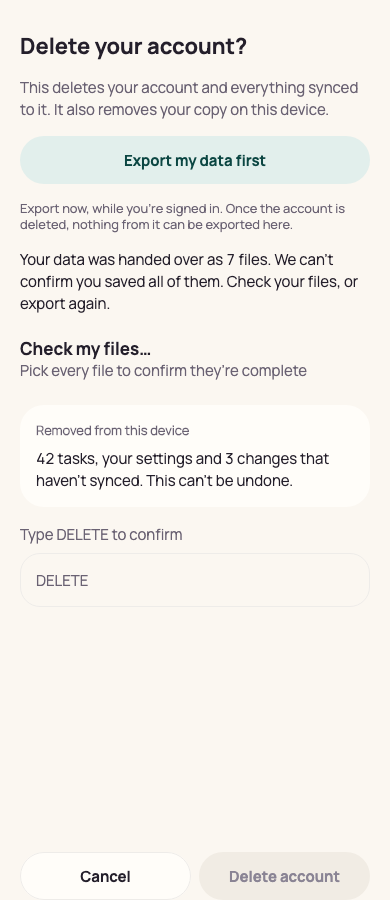 Delete your account?
This deletes your account and everything synced
to it. It also removes your copy on this device.
Export my data first
Export now, while you're signed in. Once the account is
deleted, nothing from it can be exported here.
Your data was handed over as 7 files. We can't
confirm you saved all of them. Check your files, or
export again.
Check my files…
Pick every file to confirm they're complete
Removed from this device
42 tasks, your settings and 3 changes that
haven't synced. This can't be undone.
Type DELETE to confirm
DELETE
Cancel
Delete account